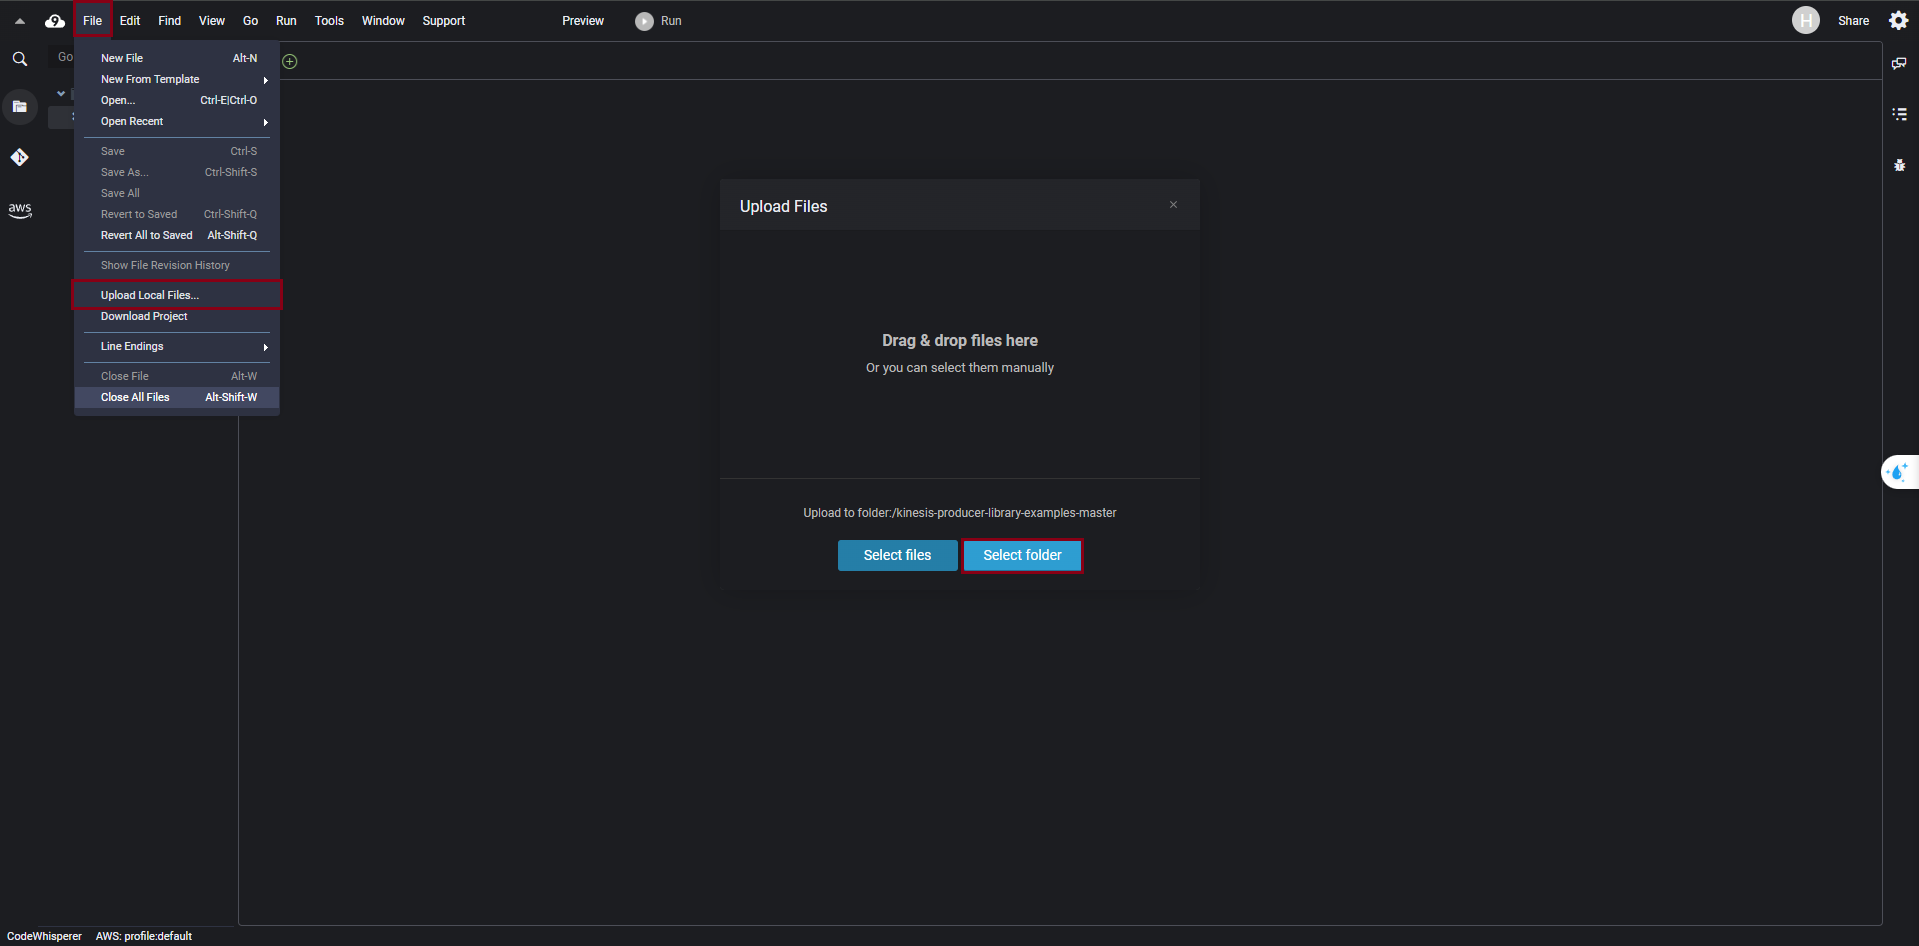 9 File Edit Find View Go Run Tools Window Support Preview Run H Share
Go
New File Alt-N
New From Template
Open... Ctrl-E|Ctrl-O
Open Recent
Save Ctrl-S
Save As... Ctrl-Shift-S
Save All
Revert to Saved Ctrl-Shift-Q
Revert All to Saved Alt-Shift-Q
Show File Revision History
Upload Local Files...
Download Project
Line Endings
Close File Alt-W
Close All Files Alt-Shift-W
aws
Upload Files
Drag & drop files here
Or you can select them manually
Upload to folder:/kinesis-producer-library-examples-master
Select files Select folder
CodeWhisperer AWS: profile:default